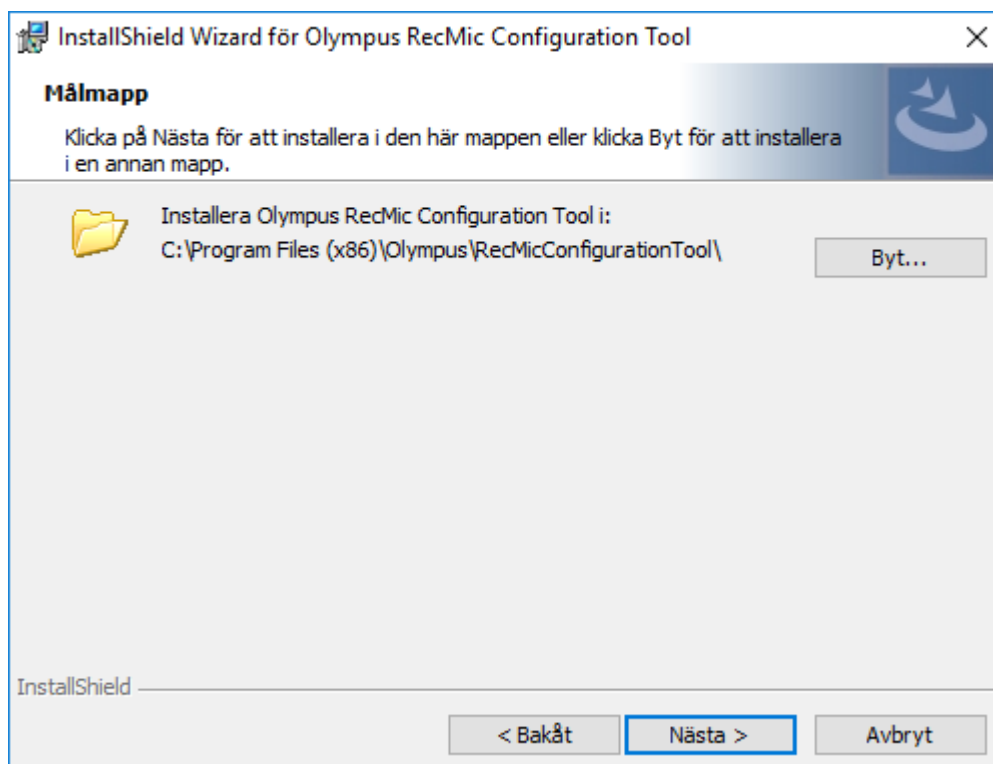 InstallShield Wizard för Olympus RecMic Configuration Tool
Målmapp
Klicka på Nästa för att installera i den här mappen eller klicka Byt för att installera
i en annan mapp.
Installera Olympus RecMic Configuration Tool i:
C:\Program Files (x86)\Olympus\RecMicConfigurationTool\
Byt...
InstallShield
< Bakåt
Nästa >
Avbryt